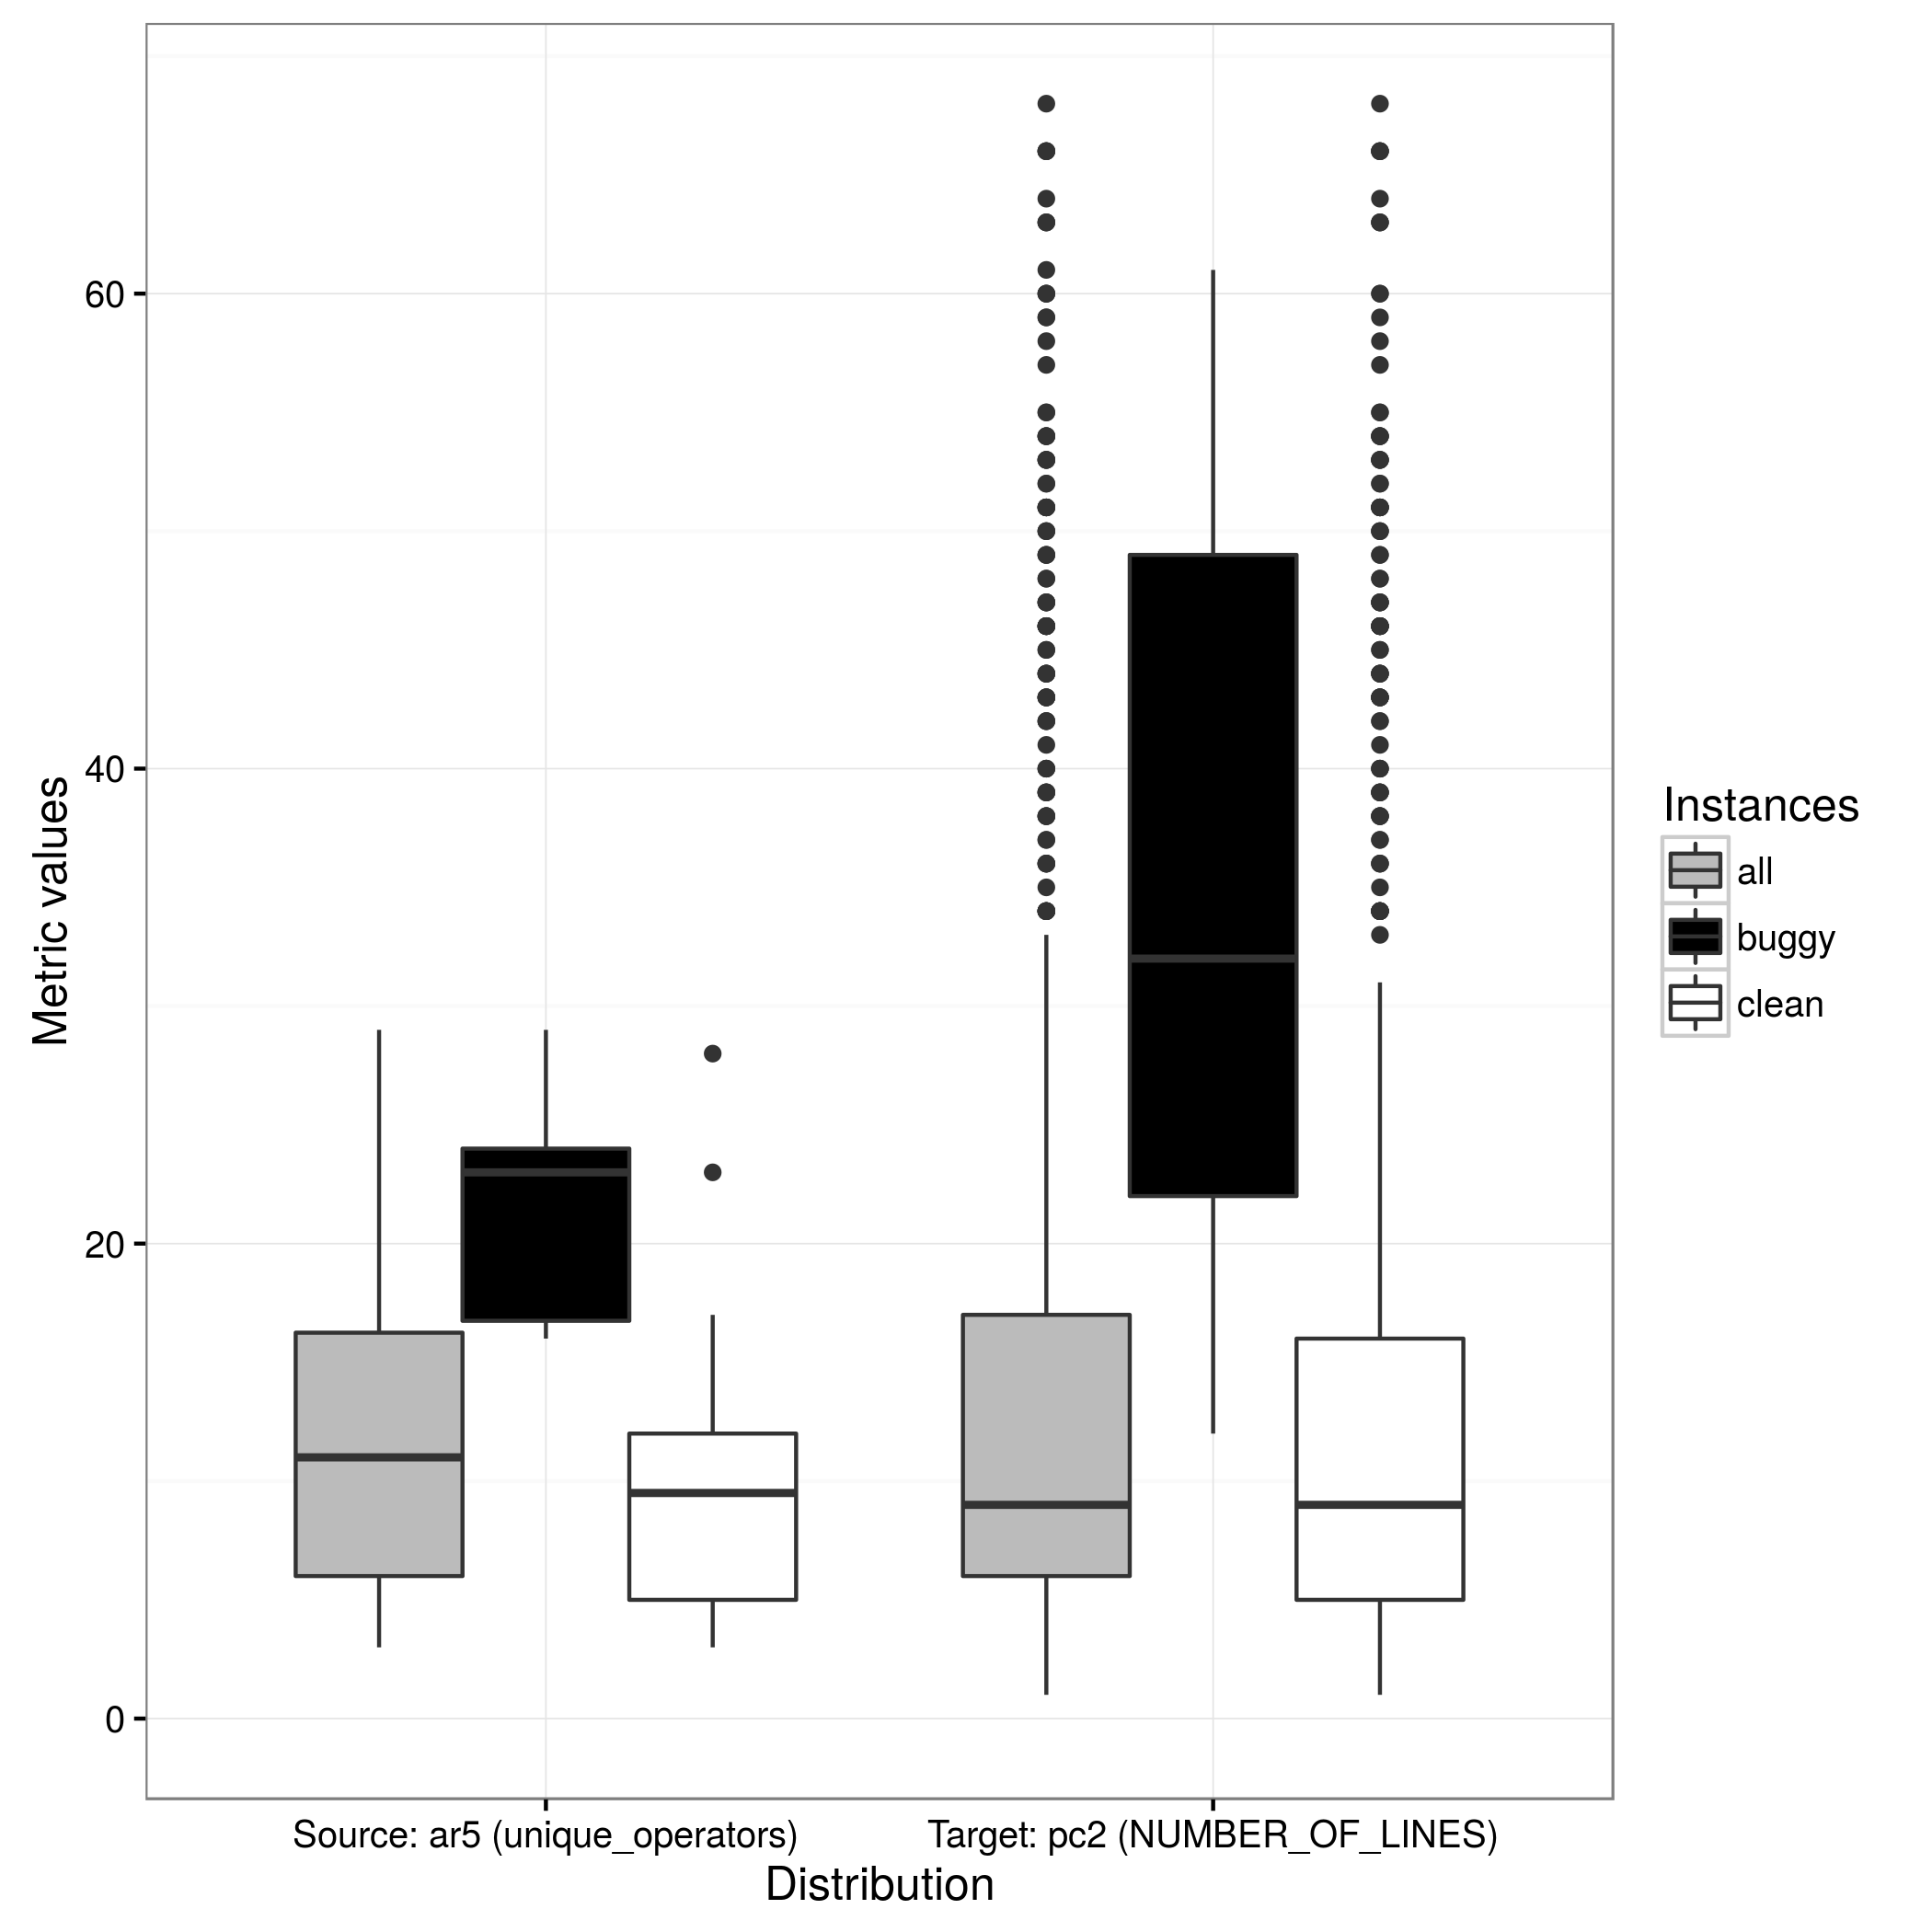 Metric values
60
40
20
0
Source: ar5 (unique_operators)
Target: pc2 (NUMBER_OF_LINES)
Distribution
Instances
all
buggy
clean